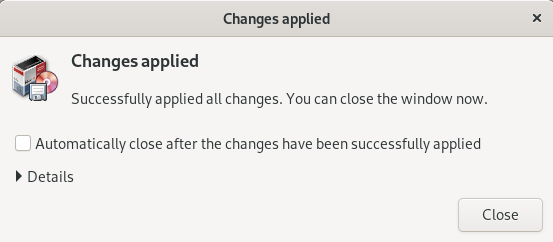 Changes applied
Changes applied
Successfully applied all changes. You can close the window now.
Automatically close after the changes have been successfully applied
Details
Close